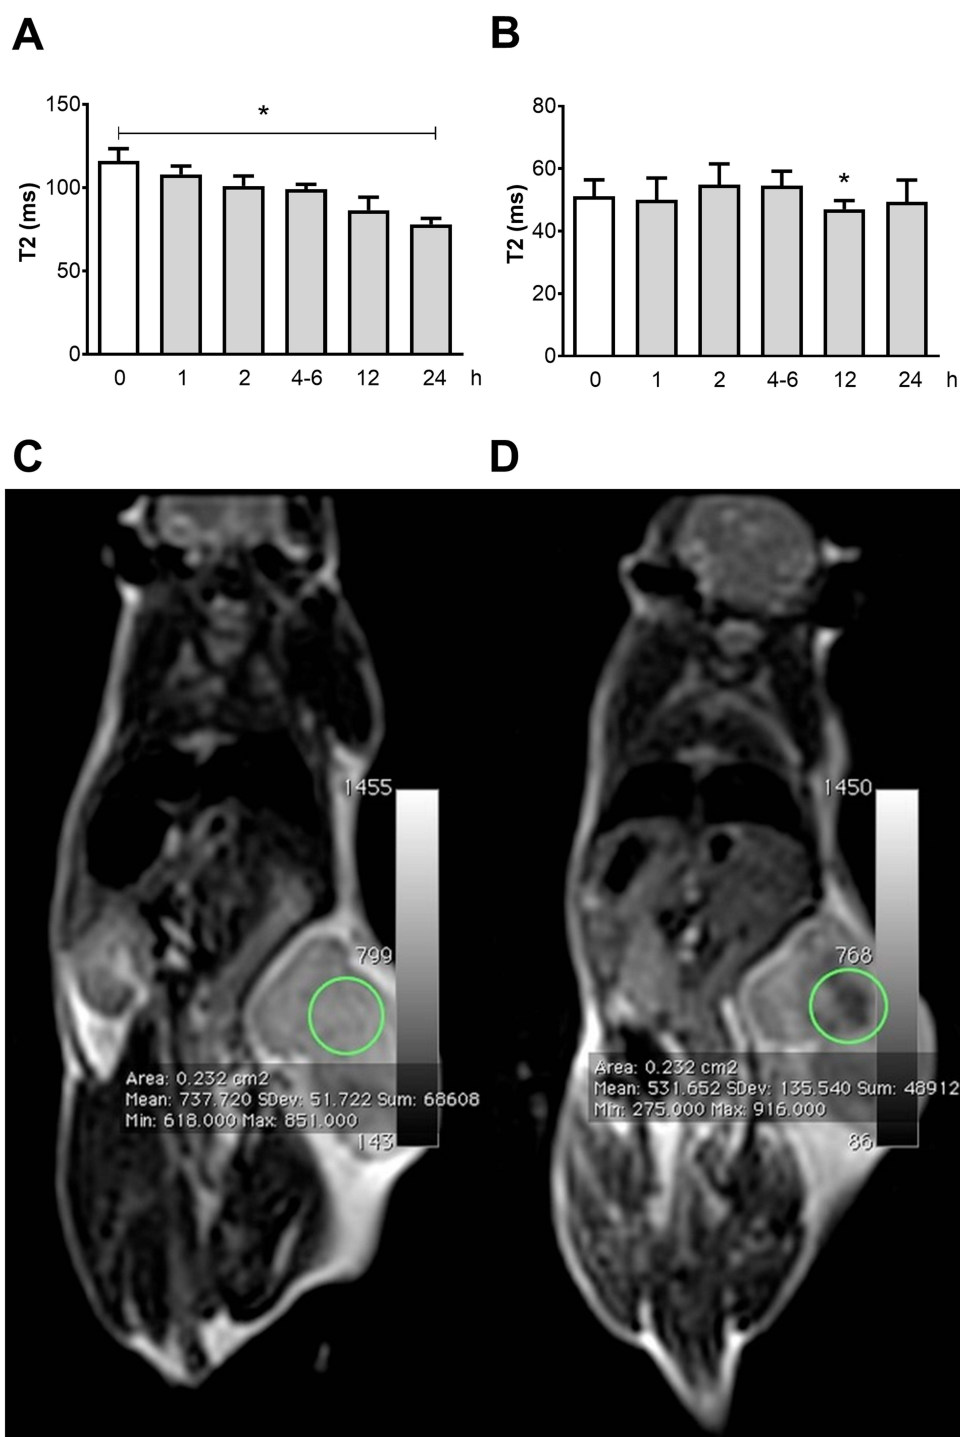 A
B
150
100
50
0
T2 (ms)
*
0 1 2 4-6 12 24 h
80
60
40
20
0
T2 (ms)
*
0 1 2 4-6 12 24 h
C
D
1455
799
143
Area: 0.232 cm2
Mean: 737.720 SDev: 51.722 Sum: 68608
Min: 618.000 Max: 851.000
1450
768
86
Area: 0.232 cm2
Mean: 531.652 SDev: 135.540 Sum: 48912
Min: 275.000 Max: 916.000